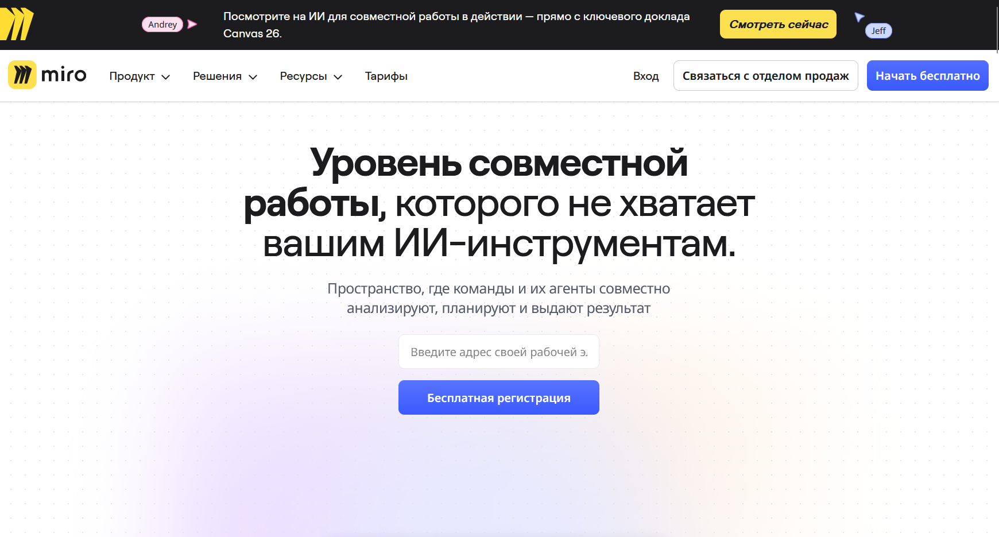 Andrey
Посмотрите на ИИ для совместной работы в действии — прямо с ключевого доклада
Canvas 26.
Смотреть сейчас
Jeff
miro
Продукт
Решения
Ресурсы
Тарифы
Вход
Связаться с отделом продаж
Начать бесплатно
Уровень совместной
работы, которого не хватает
вашим ИИ-инструментам.
Пространство, где команды и их агенты совместно
анализируют, планируют и выдают результат
Введите адрес своей рабочей
Бесплатная регистрация